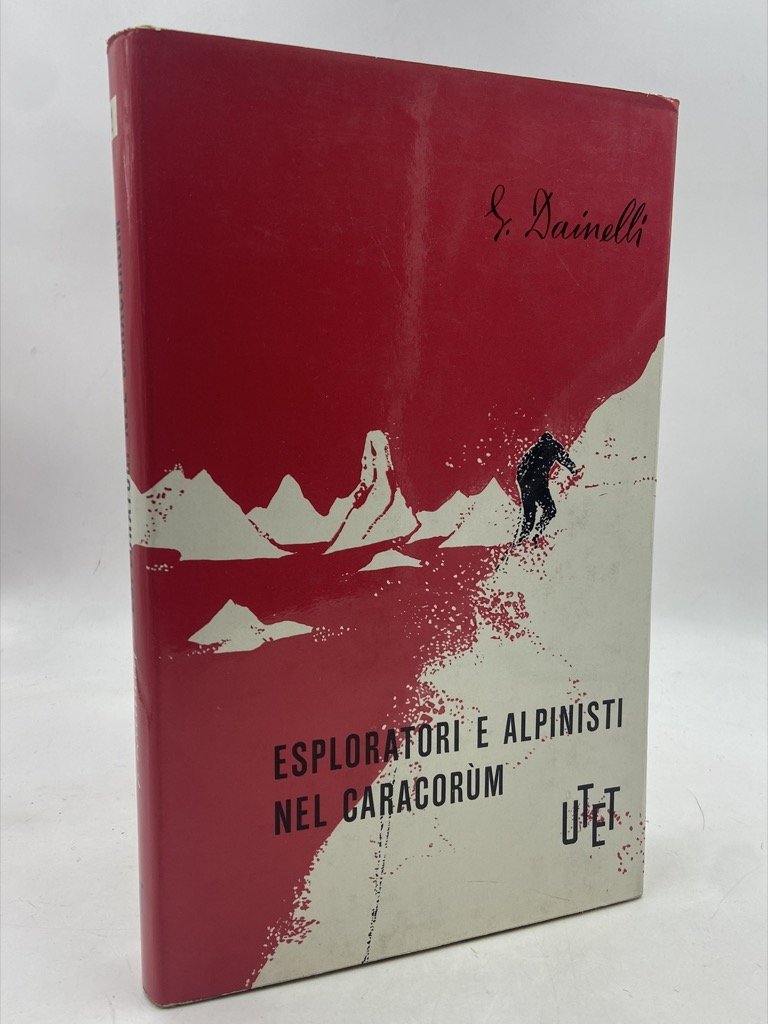 G. Dainelli
ESPLORATORI E ALPINISTI
NEL CARACORÙM
UTET